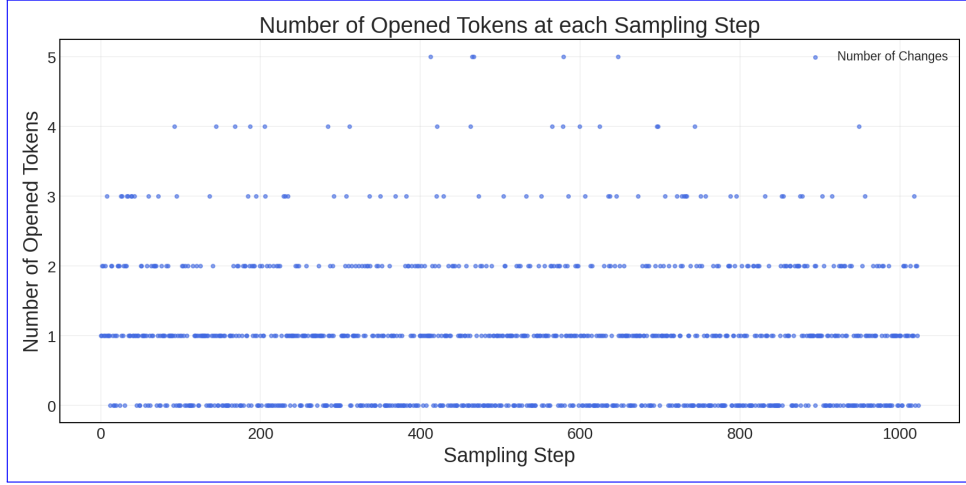 Number of Opened Tokens at each Sampling Step
Number of Changes
Number of Opened Tokens
5
4
3
2
1
0
0 200 400 600 800 1000
Sampling Step